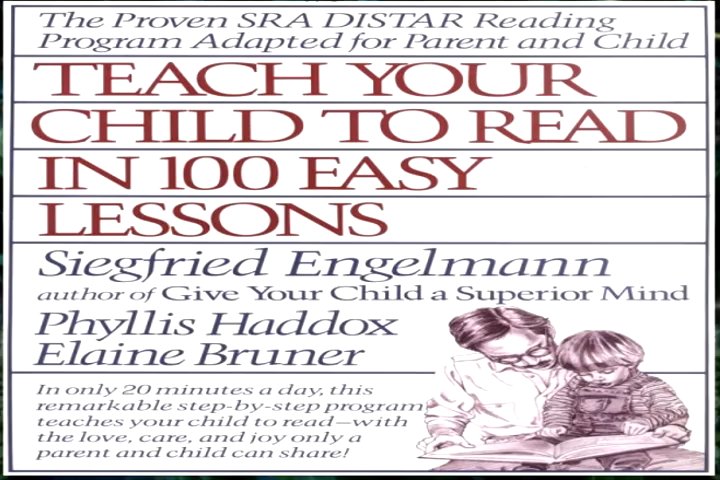 The Proven SRA DISTAR Reading
Program Adapted for Parent and Child
TEACH YOUR
CHILD TO READ
IN 100 EASY
LESSONS
Siegfried Engelmann
author of Give Your Child a Superior Mind
Phyllis Haddox
Elaine Bruner
In only 20 minutes a day, this
remarkable step-by-step program
teaches your child to read—with
the love, care, and joy only a
parent and child can share!